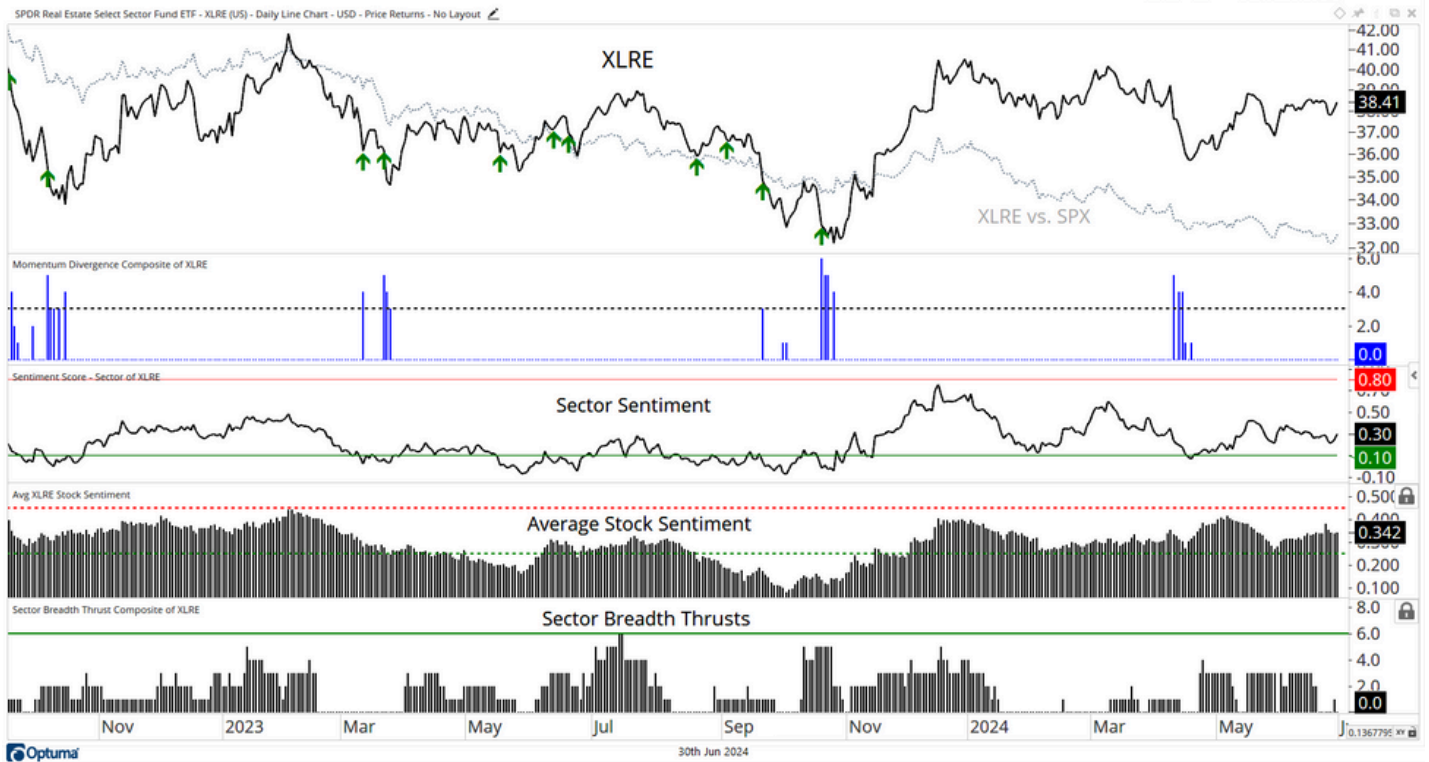 SPDR Real Estate Select Sector Fund ETF - XLRE (US) - Daily Line Chart - USD - Price Returns - No Layout
XLRE
42.00
41.00
40.00
38.41
37.00
36.00
35.00
34.00
33.00
32.00
XLRE vs. SPX
Momentum Divergence Composite of XLRE
6.0
4.0
2.0
0.0
Sentiment Score - Sector of XLRE
0.80
Sector Sentiment
0.50
0.30
0.10
-0.10
Avg XLRE Stock Sentiment
0.500
Average Stock Sentiment
0.342
0.200
0.100
Sector Breadth Thrust Composite of XLRE
8.0
Sector Breadth Thrusts
6.0
4.0
2.0
0.0
Nov 2023 Mar May Jul Sep Nov 2024 Mar May
0.1367795 XY
Optuma
30th Jun 2024